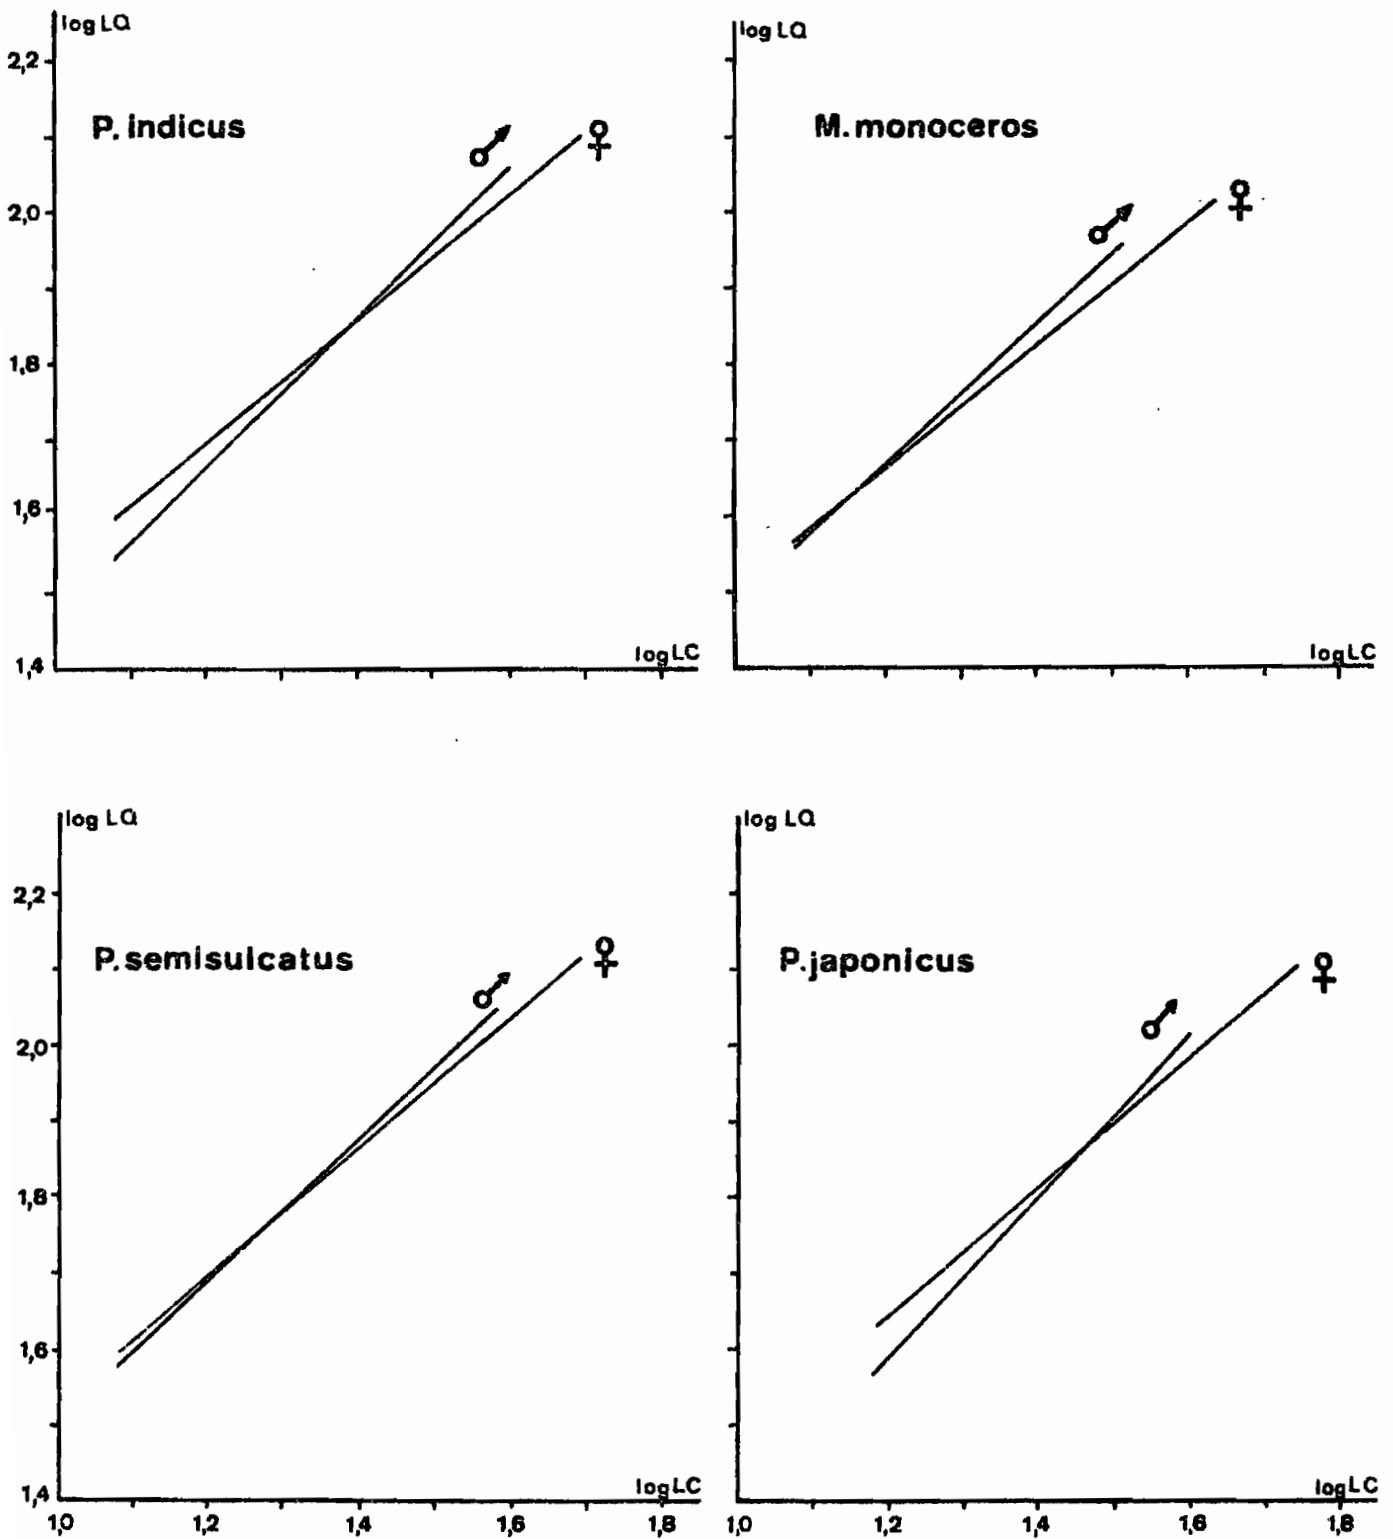 log LQ
2,2
P. indicus
♂
♀
2,0
1,8
1,6
1,4
log LC
log LQ
M. monoceros
♂
♀
log LC
log LQ
2,2
P. semisulcatus
♂
♀
2,0
1,8
1,6
1,4
log LC
1,0 1,2 1,4 1,6 1,8
log LQ
P. japonicus
♂
♀
log LC
1,0 1,2 1,4 1,6 1,8